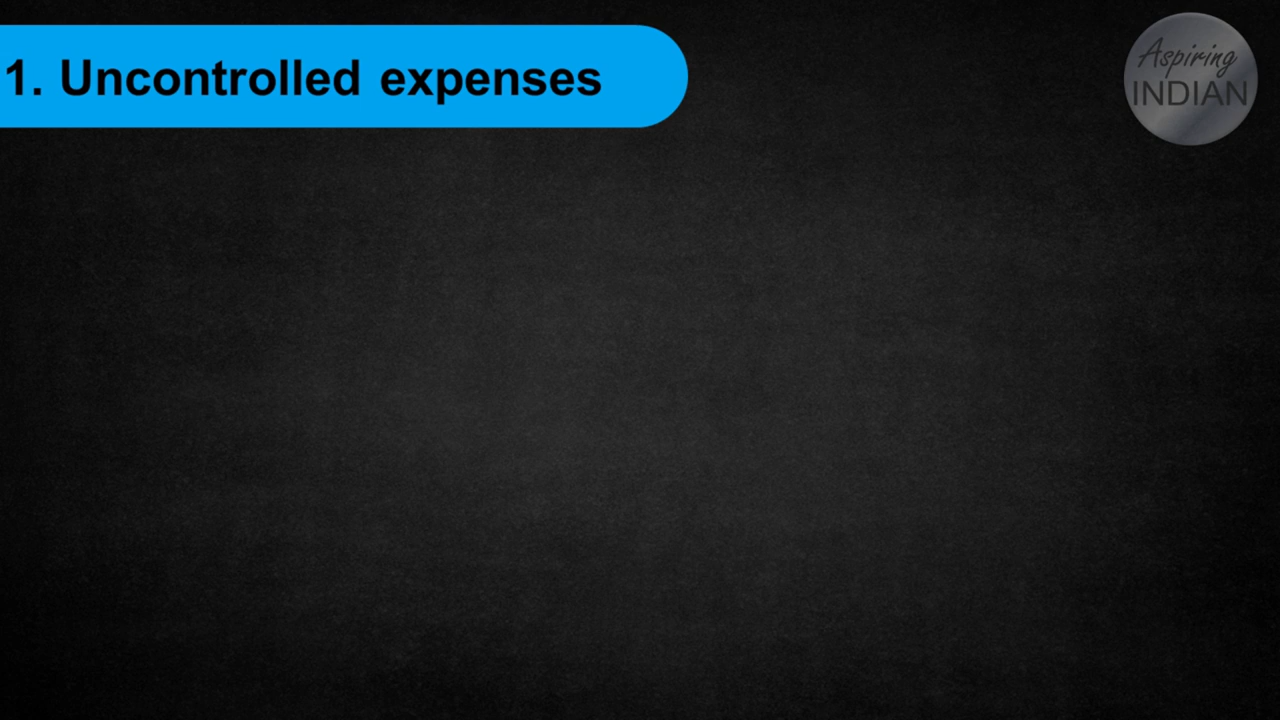 1. Uncontrolled expenses
Aspiring
INDIAN